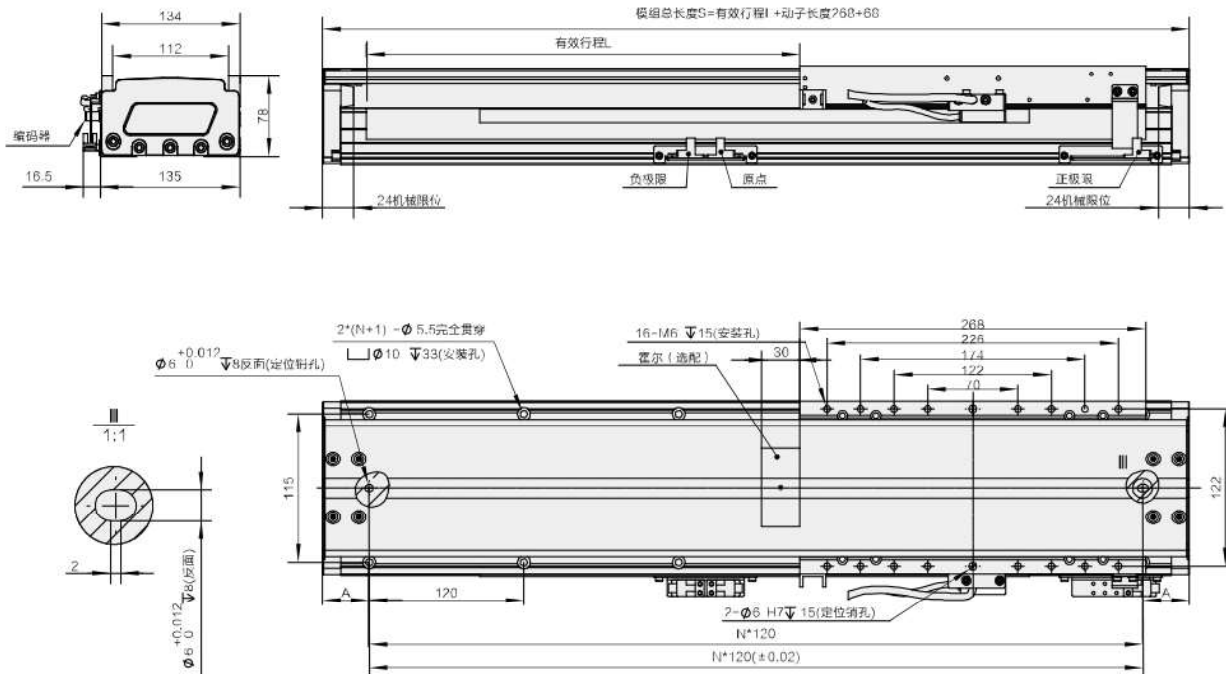 134
模组总长度S=有效行程L+动子长度268+68
112
有效行程L
78
编码器
负极限
原点
正极限
16.5
135
24机械限位
24机械限位
2*(N+1) -ϕ 5.5完全贯穿
⌴ϕ10 ↧33(安装孔)
16-M6 ↧15(安装孔)
268
226
ϕ6 +0.012 0 ↧8反面(定位销孔)
霍尔（选配）
30
174
122
70
Ⅲ
1:1
115
Ⅲ
122
2
ϕ6 +0.012 0 ↧8(反面)
A
120
2-ϕ6 H7↧15(定位销孔)
A
N*120
N*120(±0.02)